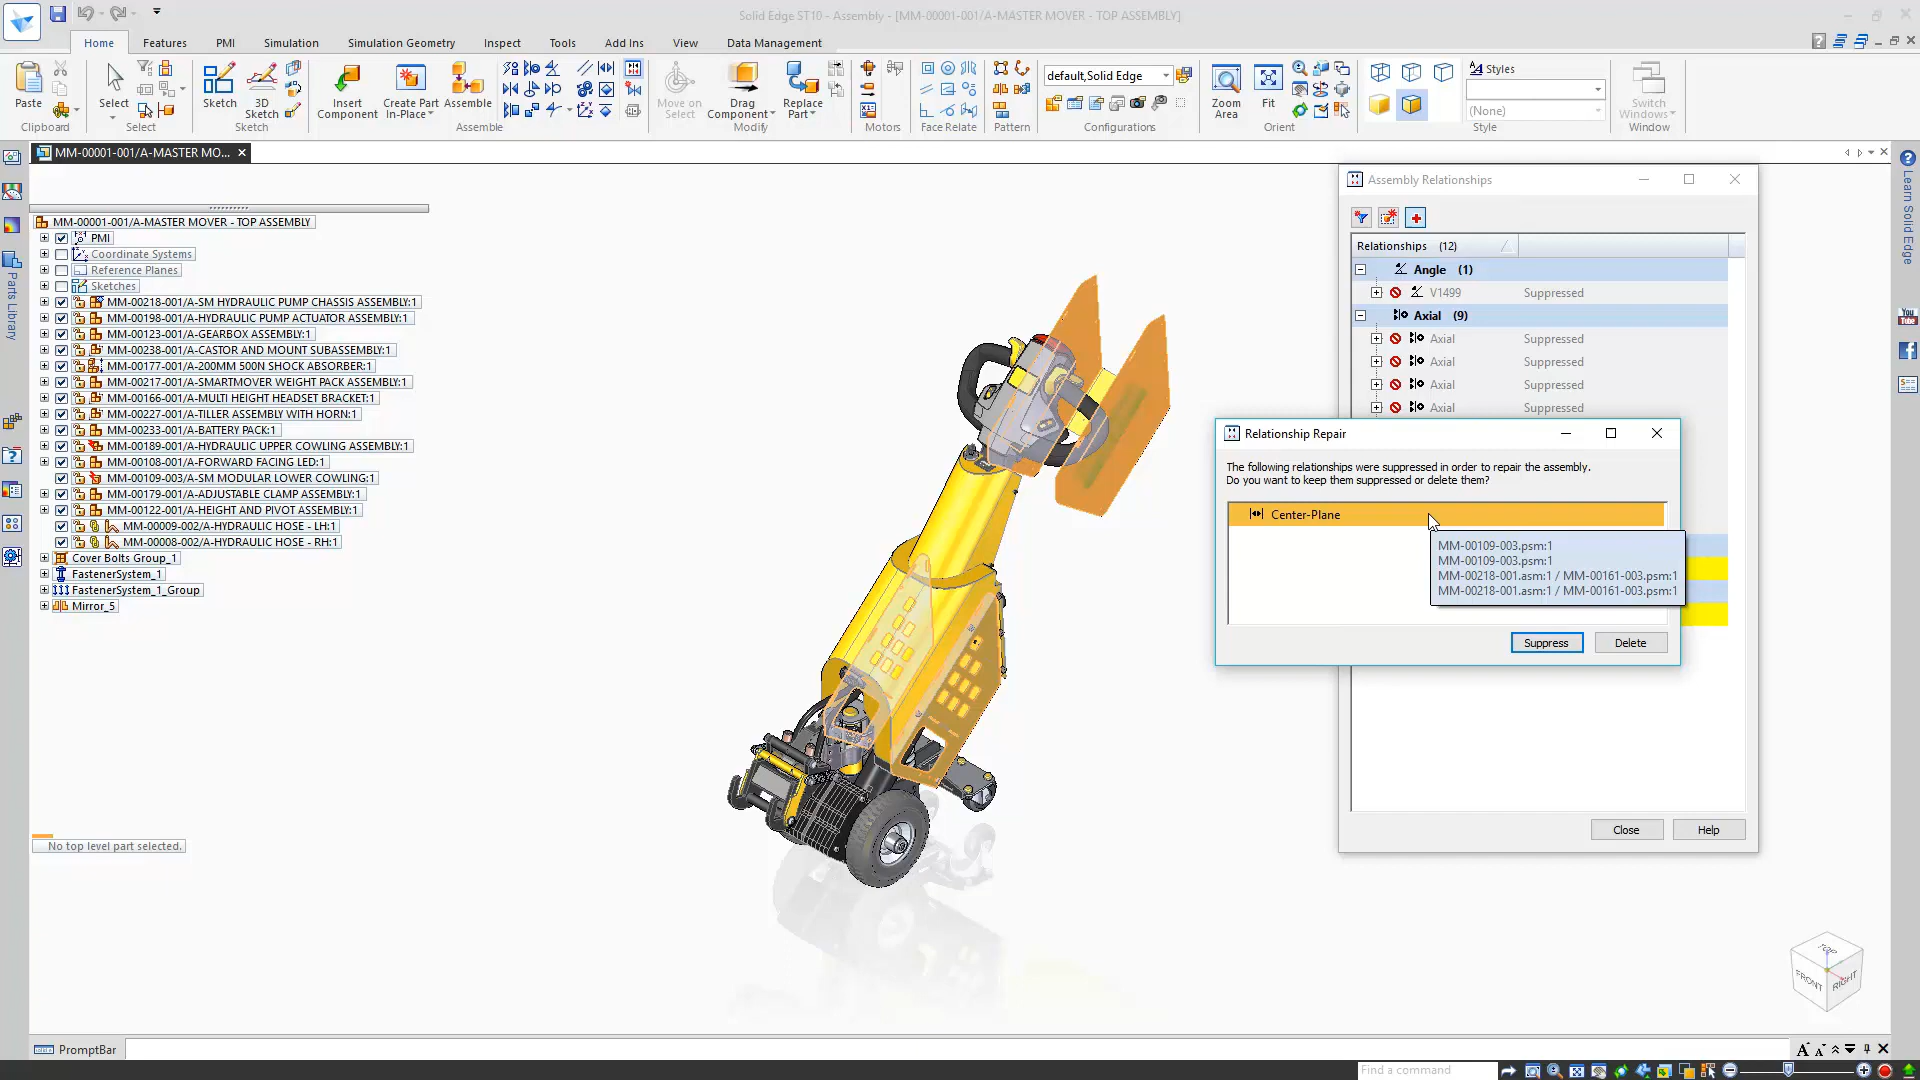 Solid Edge ST10 - Assembly - [MM-00001-001/A-MASTER MOVER - TOP ASSEMBLY]
Home
Features
PMI
Simulation
Simulation Geometry
Inspect
Tools
Add Ins
View
Data Management
Paste
Select
Sketch
3D Sketch
Insert Component
Create Part In-Place
Assemble
Move on Select
Drag Component
Replace Part
default,Solid Edge
Zoom Area
Fit
Styles
(None)
Switch Windows
Clipboard
Select
Sketch
Assemble
Modify
Motors
Face Relate
Pattern
Configurations
Orient
Style
Window
MM-00001-001/A-MASTER MO...
Parts Library
Learn Solid Edge
MM-00001-001/A-MASTER MOVER - TOP ASSEMBLY
PMI
Coordinate Systems
Reference Planes
Sketches
MM-00218-001/A-SM HYDRAULIC PUMP CHASSIS ASSEMBLY:1
MM-00198-001/A-HYDRAULIC PUMP ACTUATOR ASSEMBLY:1
MM-00123-001/A-GEARBOX ASSEMBLY:1
MM-00238-001/A-CASTOR AND MOUNT SUBASSEMBLY:1
MM-00177-001/A-200MM 500N SHOCK ABSORBER:1
MM-00217-001/A-SMARTMOVER WEIGHT PACK ASSEMBLY:1
MM-00166-001/A-MULTI HEIGHT HEADSET BRACKET:1
MM-00227-001/A-TILLER ASSEMBLY WITH HORN:1
MM-00233-001/A-BATTERY PACK:1
MM-00189-001/A-HYDRAULIC UPPER COWLING ASSEMBLY:1
MM-00108-001/A-FORWARD FACING LED:1
MM-00109-003/A-SM MODULAR LOWER COWLING:1
MM-00179-001/A-ADJUSTABLE CLAMP ASSEMBLY:1
MM-00122-001/A-HEIGHT AND PIVOT ASSEMBLY:1
MM-00009-002/A-HYDRAULIC HOSE - LH:1
MM-00008-002/A-HYDRAULIC HOSE - RH:1
Cover Bolts Group_1
FastenerSystem_1
FastenerSystem_1_Group
Mirror_5
No top level part selected.
Assembly Relationships
Relationships (12)
Angle (1)
V1499 Suppressed
Axial (9)
Axial Suppressed
Axial Suppressed
Axial Suppressed
Axial Suppressed
Relationship Repair
The following relationships were suppressed in order to repair the assembly.
Do you want to keep them suppressed or delete them?
Center-Plane
MM-00109-003.psm:1
MM-00109-003.psm:1
MM-00218-001.asm:1 / MM-00161-003.psm:1
MM-00218-001.asm:1 / MM-00161-003.psm:1
Suppress
Delete
Close
Help
TOP
FRONT
RIGHT
PromptBar
Find a command